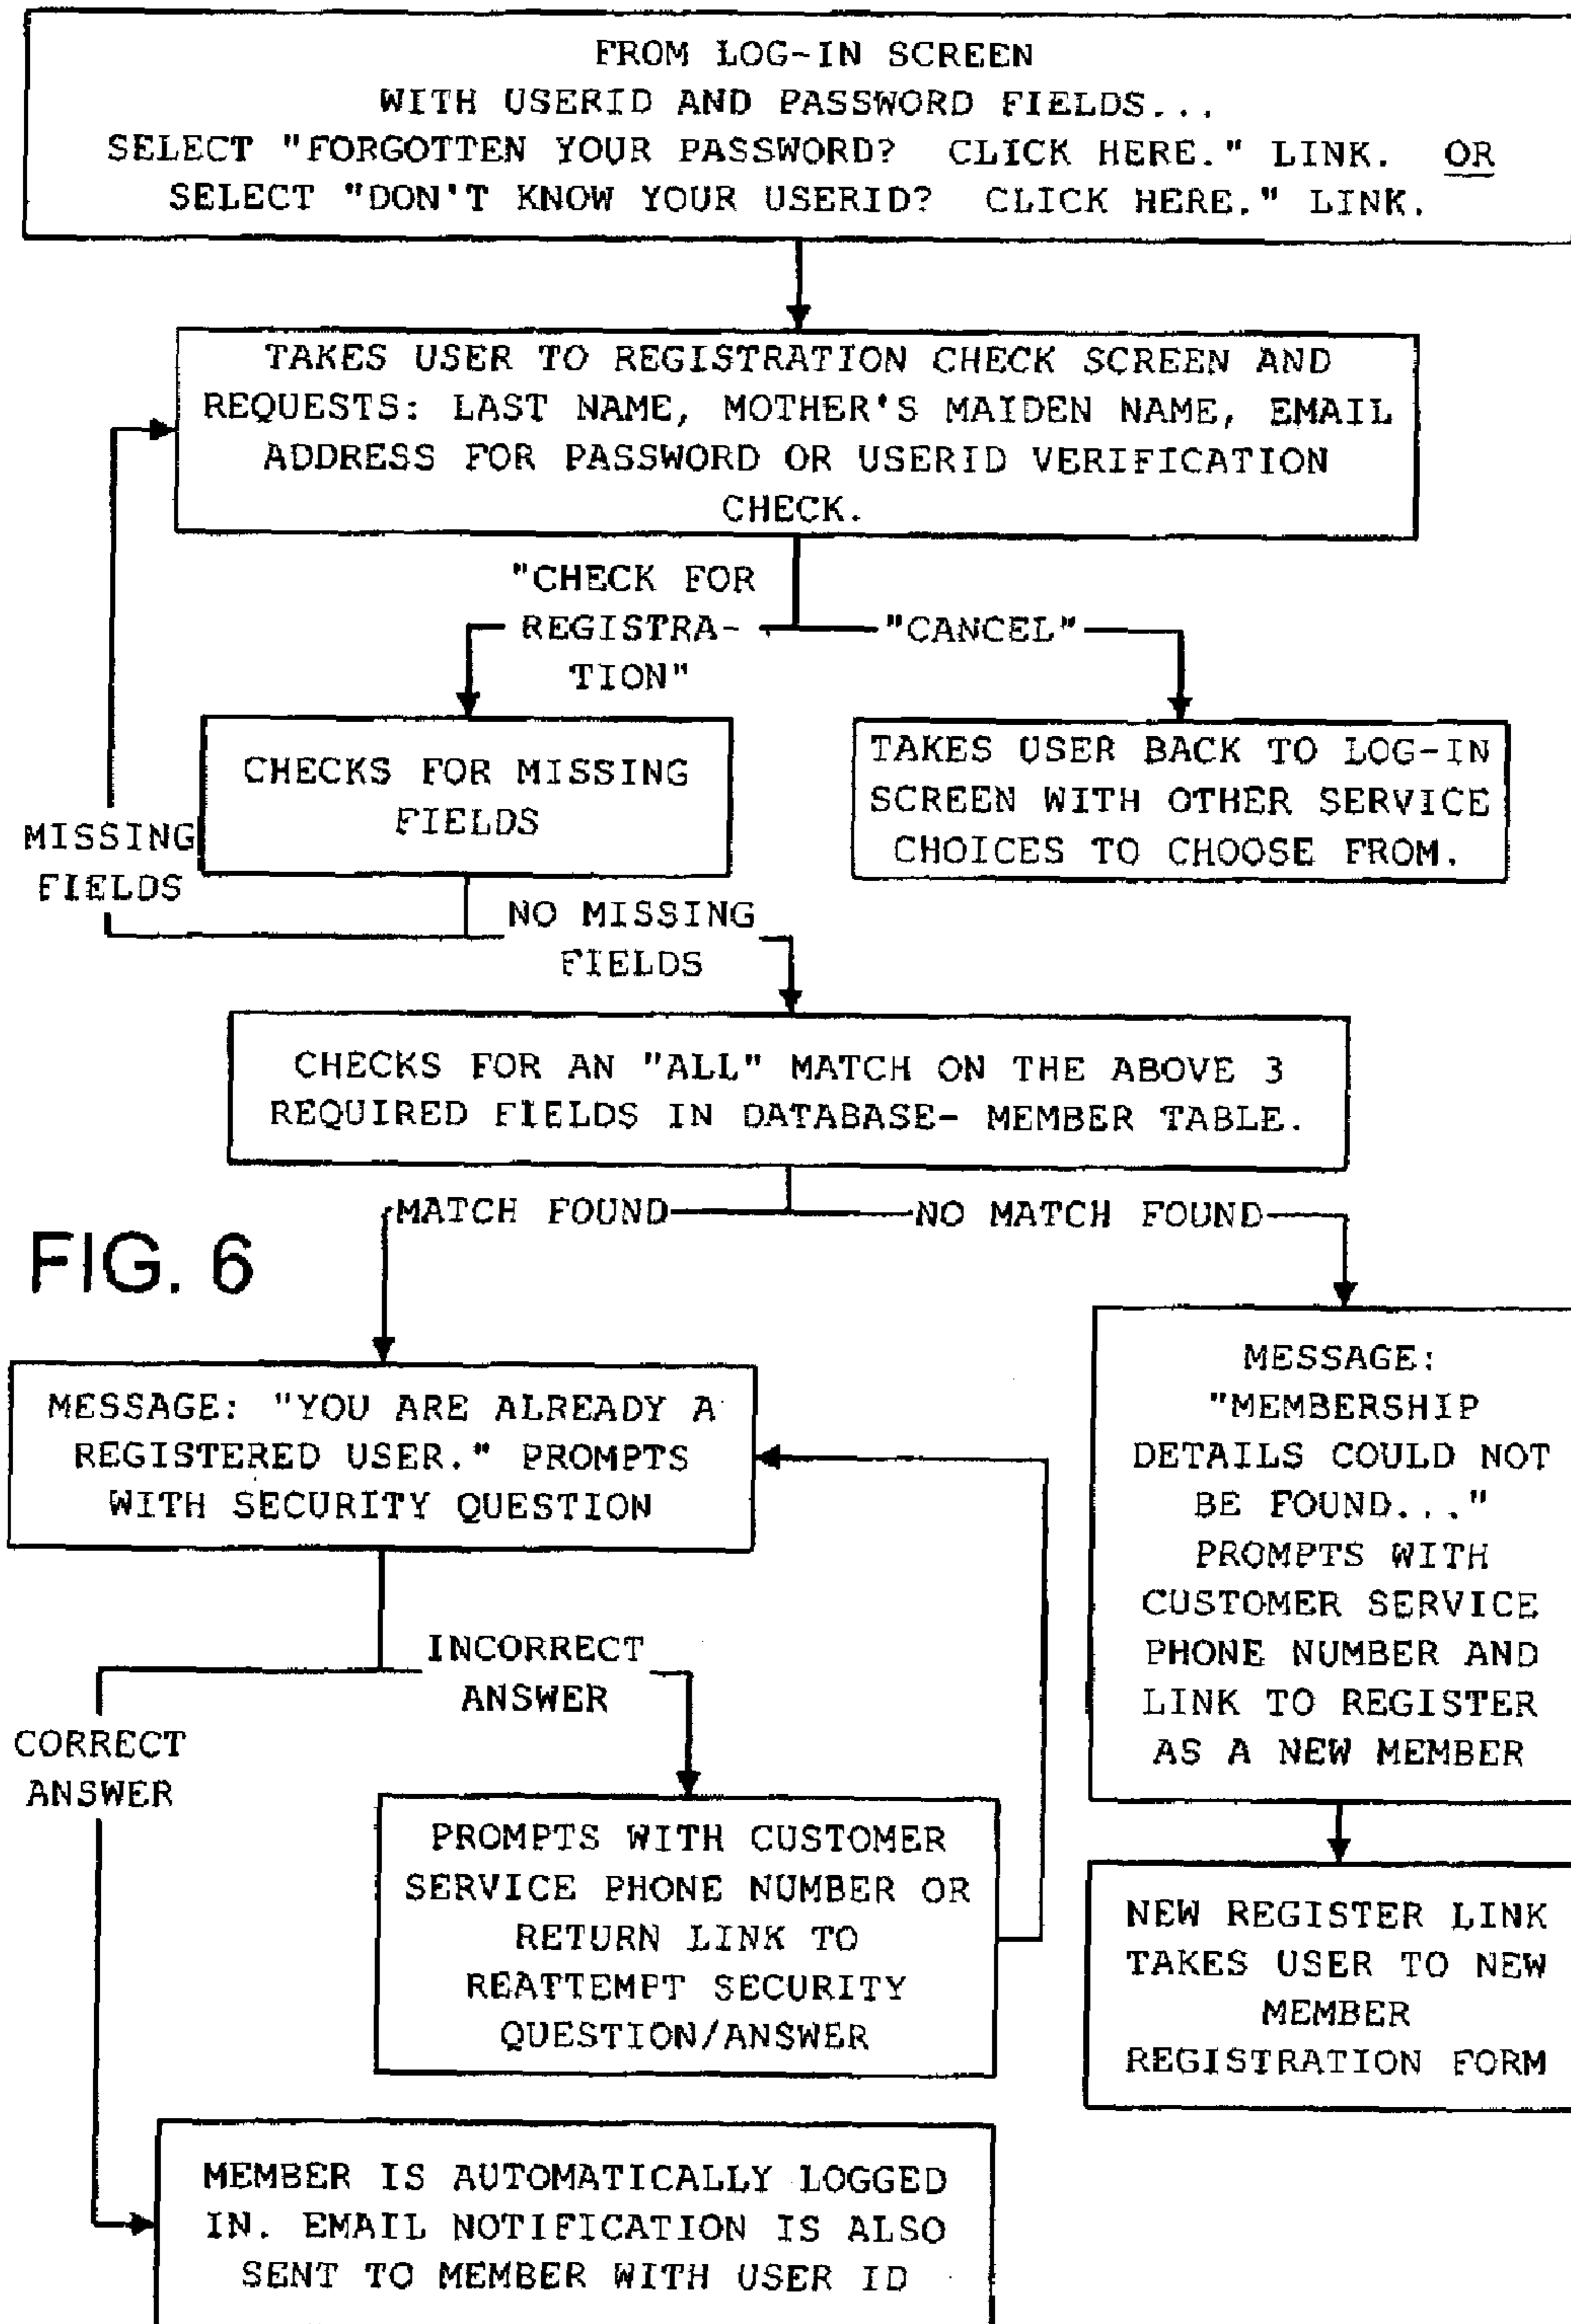 FROM LOG-IN SCREEN
WITH USERID AND PASSWORD FIELDS...
SELECT "FORGOTTEN YOUR PASSWORD? CLICK HERE." LINK. OR
SELECT "DON'T KNOW YOUR USERID? CLICK HERE." LINK.
TAKES USER TO REGISTRATION CHECK SCREEN AND
REQUESTS: LAST NAME, MOTHER'S MAIDEN NAME, EMAIL
ADDRESS FOR PASSWORD OR USERID VERIFICATION
CHECK.
"CHECK FOR
REGISTRA-
TION"
"CANCEL"
CHECKS FOR MISSING
FIELDS
TAKES USER BACK TO LOG-IN
SCREEN WITH OTHER SERVICE
CHOICES TO CHOOSE FROM.
MISSING
FIELDS
NO MISSING
FIELDS
CHECKS FOR AN "ALL" MATCH ON THE ABOVE 3
REQUIRED FIELDS IN DATABASE- MEMBER TABLE.
MATCH FOUND
NO MATCH FOUND
FIG. 6
MESSAGE: "YOU ARE ALREADY A
REGISTERED USER." PROMPTS
WITH SECURITY QUESTION
MESSAGE:
"MEMBERSHIP
DETAILS COULD NOT
BE FOUND..."
PROMPTS WITH
CUSTOMER SERVICE
PHONE NUMBER AND
LINK TO REGISTER
AS A NEW MEMBER
INCORRECT
ANSWER
CORRECT
ANSWER
PROMPTS WITH CUSTOMER
SERVICE PHONE NUMBER OR
RETURN LINK TO
REATTEMPT SECURITY
QUESTION/ANSWER
NEW REGISTER LINK
TAKES USER TO NEW
MEMBER
REGISTRATION FORM
MEMBER IS AUTOMATICALLY LOGGED
IN. EMAIL NOTIFICATION IS ALSO
SENT TO MEMBER WITH USER ID